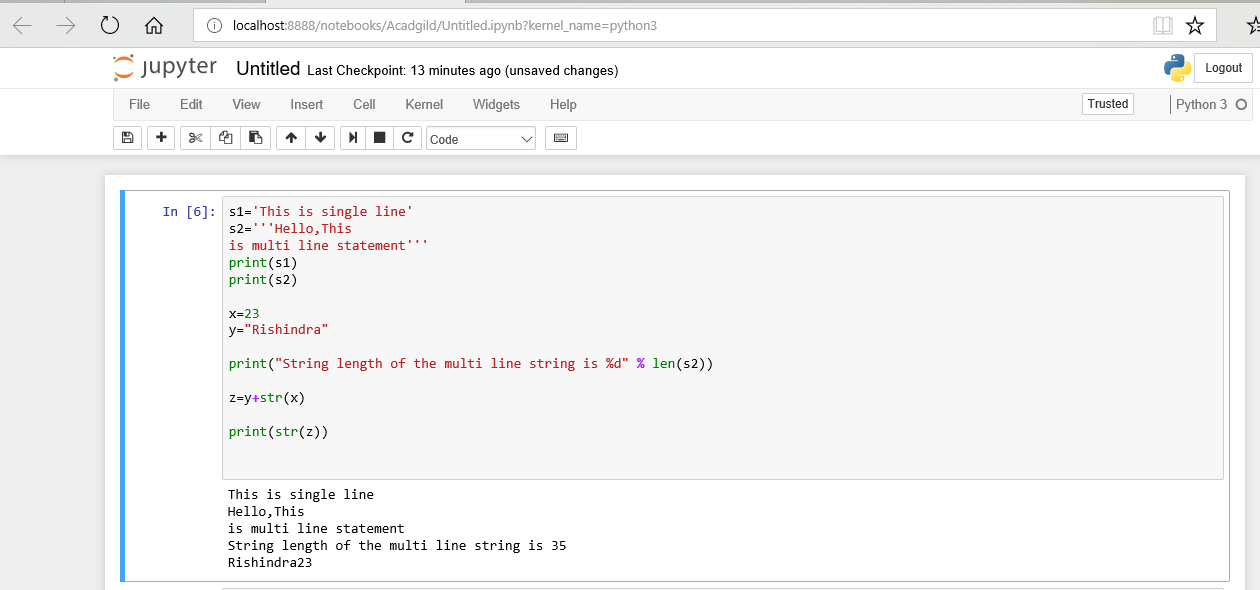 localhost:8888/notebooks/Acadgild/Untitled.ipynb?kernel_name=python3
jupyter Untitled Last Checkpoint: 13 minutes ago (unsaved changes) Logout
File Edit View Insert Cell Kernel Widgets Help Trusted Python 3
Code
In [6]: s1='This is single line'
s2='''Hello,This
is multi line statement'''
print(s1)
print(s2)
x=23
y="Rishindra"
print("String length of the multi line string is %d" % len(s2))
z=y+str(x)
print(str(z))
This is single line
Hello,This
is multi line statement
String length of the multi line string is 35
Rishindra23